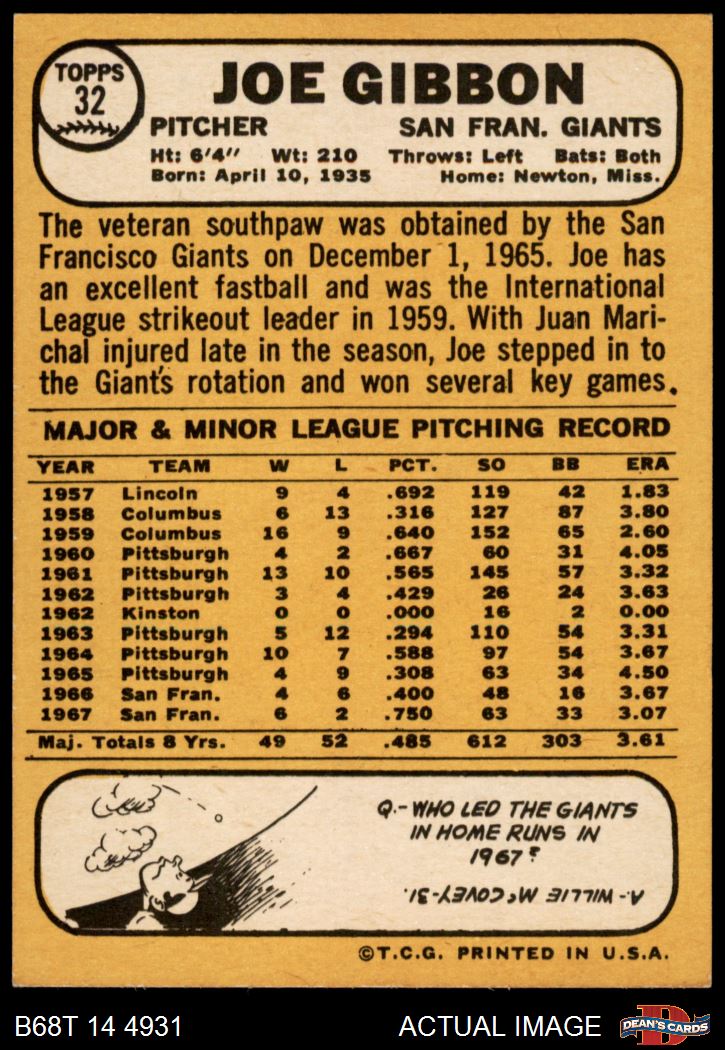 TOPPS
32
JOE GIBBON
PITCHER SAN FRAN. GIANTS
Ht: 6'4" Wt: 210 Throws: Left Bats: Both
Born: April 10, 1935 Home: Newton, Miss.
The veteran southpaw was obtained by the San
Francisco Giants on December 1, 1965. Joe has
an excellent fastball and was the International
League strikeout leader in 1959. With Juan Mari-
chal injured late in the season, Joe stepped in to
the Giant's rotation and won several key games.
MAJOR & MINOR LEAGUE PITCHING RECORD
YEAR TEAM W L PCT. SO BB ERA
1957 Lincoln 9 4 .692 119 42 1.83
1958 Columbus 6 13 .316 127 87 3.80
1959 Columbus 16 9 .640 152 65 2.60
1960 Pittsburgh 4 2 .667 60 31 4.05
1961 Pittsburgh 13 10 .565 145 57 3.32
1962 Pittsburgh 3 4 .429 26 24 3.63
1962 Kinston 0 0 .000 16 2 0.00
1963 Pittsburgh 5 12 .294 110 54 3.31
1964 Pittsburgh 10 7 .588 97 54 3.67
1965 Pittsburgh 4 9 .308 63 34 4.50
1966 San Fran. 4 6 .400 48 16 3.67
1967 San Fran. 6 2 .750 63 33 3.07
Maj. Totals 8 Yrs. 49 52 .485 612 303 3.61
Q.- WHO LED THE GIANTS
IN HOME RUNS IN
1967?
A.- WILLIE McCOVEY-31.
©T.C.G. PRINTED IN U.S.A.
B68T 14 4931 ACTUAL IMAGE
D
DEAN'S CARDS